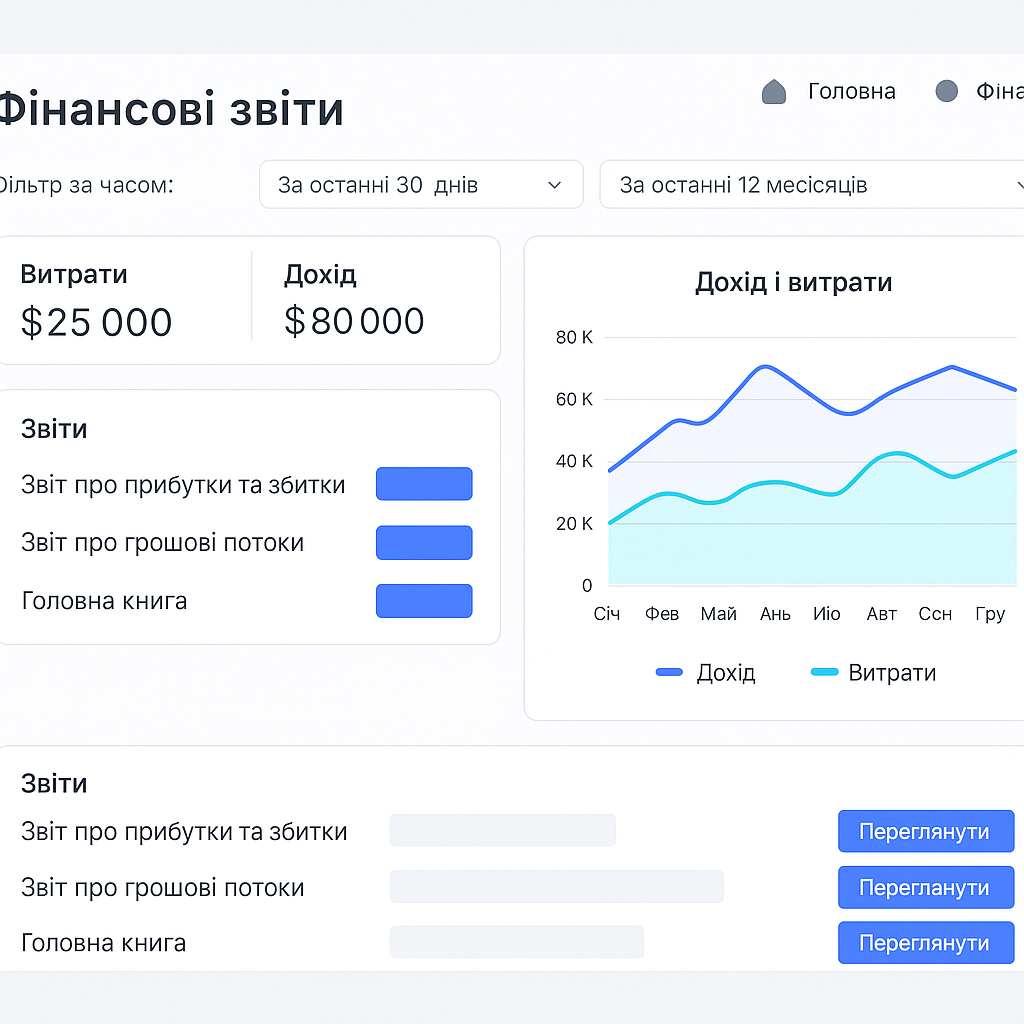 Фінансові звіти
Головна
Фіна
Фільтр за часом:
За останні 30 днів
За останні 12 месісяців
Витрати
$25 000
Дохід
$80 000
Дохід і витрати
80 K
60 K
40 K
20 K
0
Січ Фев Май Ань Иіо Авт Ссн Гру
Дохід
Витрати
Звіти
Звіт про прибутки та збитки
Звіт про грошові потоки
Головна книга
Звіти
Звіт про прибутки та збитки
Переглянути
Звіт про грошові потоки
Перегланути
Головна книга
Переглянути